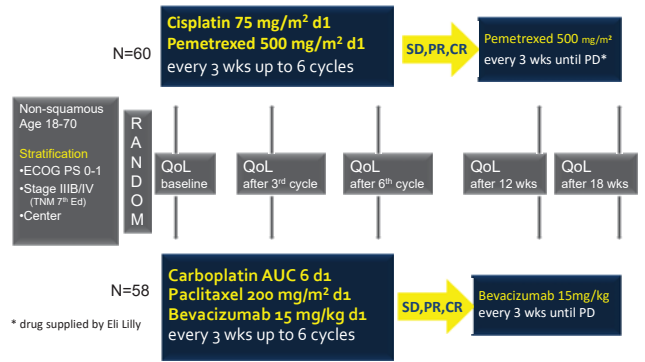 N=60
Cisplatin 75 mg/m² d1
Pemetrexed 500 mg/m² d1
every 3 wks up to 6 cycles
SD,PR,CR
Pemetrexed 500 mg/m²
every 3 wks until PD*
Non-squamous
Age 18-70
Stratification
•ECOG PS 0-1
•Stage IIIB/IV
(TNM 7th Ed)
•Center
RANDOM
QoL
baseline
QoL
after 3rd cycle
QoL
after 6th cycle
QoL
after 12 wks
QoL
after 18 wks
N=58
Carboplatin AUC 6 d1
Paclitaxel 200 mg/m² d1
Bevacizumab 15 mg/kg d1
every 3 wks up to 6 cycles
SD,PR,CR
Bevacizumab 15mg/kg
every 3 wks until PD
* drug supplied by Eli Lilly